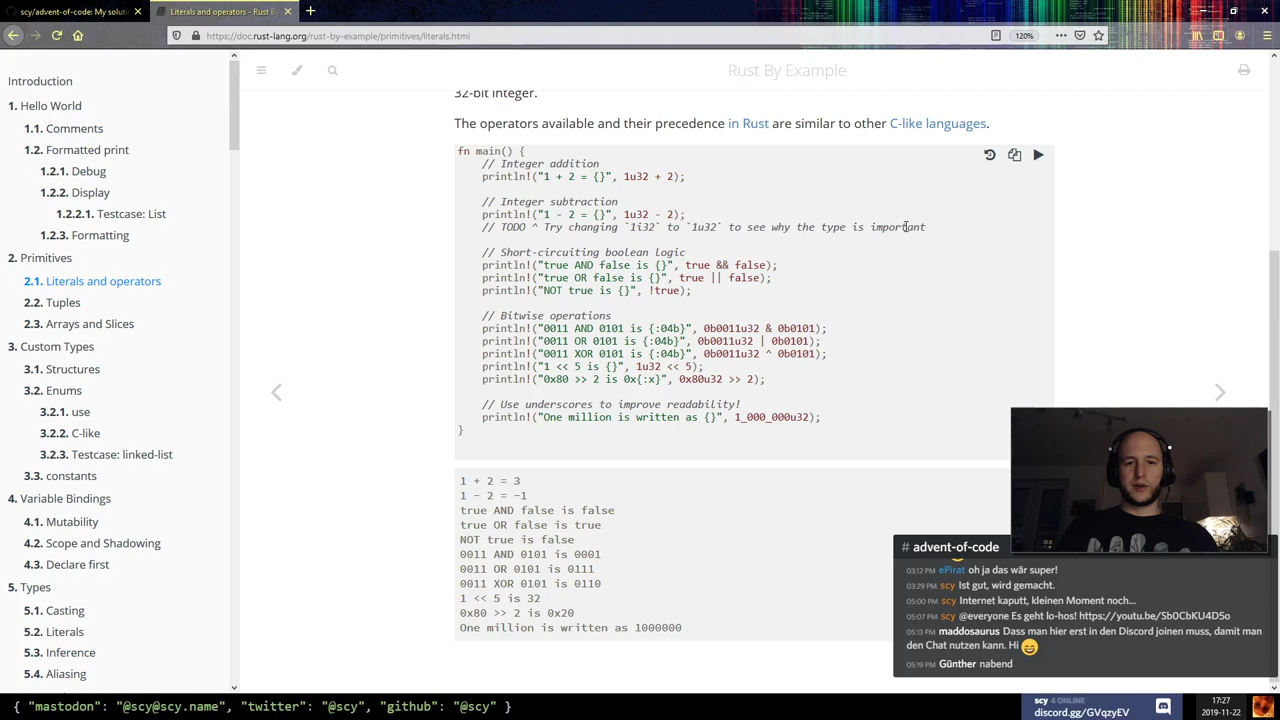 scy/advent-of-code: My soluti
Literals and operators - Rust B
https://doc.rust-lang.org/rust-by-example/primitives/literals.html
120%
Introduction
1. Hello World
1.1. Comments
1.2. Formatted print
1.2.1. Debug
1.2.2. Display
1.2.2.1. Testcase: List
1.2.3. Formatting
2. Primitives
2.1. Literals and operators
2.2. Tuples
2.3. Arrays and Slices
3. Custom Types
3.1. Structures
3.2. Enums
3.2.1. use
3.2.2. C-like
3.2.3. Testcase: linked-list
3.3. constants
4. Variable Bindings
4.1. Mutability
4.2. Scope and Shadowing
4.3. Declare first
5. Types
5.1. Casting
5.2. Literals
5.3. Inference
5.4. Aliasing
Rust By Example
32-bit integer.
The operators available and their precedence in Rust are similar to other C-like languages.
fn main() {
    // Integer addition
    println!("1 + 2 = {}", 1u32 + 2);
    // Integer subtraction
    println!("1 - 2 = {}", 1u32 - 2);
    // TODO ^ Try changing `1i32` to `1u32` to see why the type is important
    // Short-circuiting boolean logic
    println!("true AND false is {}", true && false);
    println!("true OR false is {}", true || false);
    println!("NOT true is {}", !true);
    // Bitwise operations
    println!("0011 AND 0101 is {:04b}", 0b0011u32 & 0b0101);
    println!("0011 OR 0101 is {:04b}", 0b0011u32 | 0b0101);
    println!("0011 XOR 0101 is {:04b}", 0b0011u32 ^ 0b0101);
    println!("1 << 5 is {}", 1u32 << 5);
    println!("0x80 >> 2 is 0x{:x}", 0x80u32 >> 2);
    // Use underscores to improve readability!
    println!("One million is written as {}", 1_000_000u32);
}
1 + 2 = 3
1 - 2 = -1
true AND false is false
true OR false is true
NOT true is false
0011 AND 0101 is 0001
0011 OR 0101 is 0111
0011 XOR 0101 is 0110
1 << 5 is 32
0x80 >> 2 is 0x20
One million is written as 1000000
# advent-of-code
03:12 PM ePirat oh ja das wär super!
03:29 PM scy Ist gut, wird gemacht.
05:00 PM scy Internet kaputt, kleinen Moment noch...
05:07 PM scy @everyone Es geht lo-hos! https://youtu.be/Sb0CbKU4D5o
05:13 PM maddosaurus Dass man hier erst in den Discord joinen muss, damit man
den Chat nutzen kann. Hi
05:19 PM Günther nabend
{ "mastodon": "@scy@scy.name", "twitter": "@scy", "github": "@scy" }
scy 4 ONLINE
discord.gg/GVqzyEV
17:27
2019-11-22